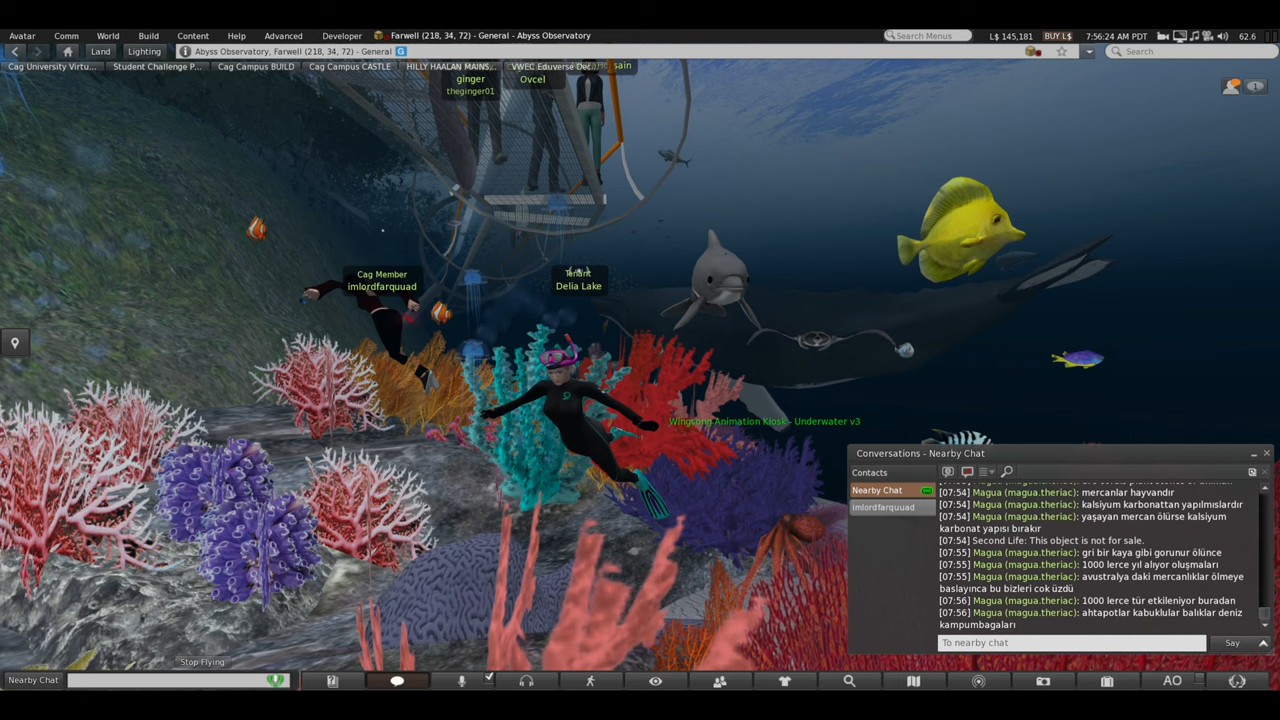 Avatar Comm World Build Content Help Advanced Developer Farwell (218, 34, 72) - General - Abyss Observatory Search Menus L$ 145,181 BUY L$ 7:56:24 AM PDT 62.6
Land Lighting Abyss Observatory, Farwell (218, 34, 72) - General G Search
Cag University Virtu... Student Challenge P... Cag Campus BUILD Cag Campus CASTLE HILLY HAALAN MAINS,.. VWEC Eduverse Dec... sain
ginger
theginger01
Ovcel
1
Cag Member
imlordfarquuad
Tenant
Delia Lake
Wingsong Animation Kiosk - Underwater v3
Conversations - Nearby Chat
Contacts
Nearby Chat
imlordfarquuad
[07:54] Magua (magua.theriac): mercanlar hayvandır
[07:54] Magua (magua.theriac): kalsiyum karbonattan yapılmıslardır
[07:54] Magua (magua.theriac): yaşayan mercan ölürse kalsiyum
karbonat yapısı bırakır
[07:54] Second Life: This object is not for sale.
[07:55] Magua (magua.theriac): gri bir kaya gibi gorunur ölünce
[07:55] Magua (magua.theriac): 1000 lerce yıl alıyor oluşmaları
[07:55] Magua (magua.theriac): avustralya daki mercanlıklar ölmeye
baslayınca bu bizleri cok üzdü
[07:56] Magua (magua.theriac): 1000 lerce tür etkileniyor buradan
[07:56] Magua (magua.theriac): ahtapotlar kabuklular balıklar deniz
kampumbagaları
To nearby chat Say
Stop Flying
Nearby Chat AO